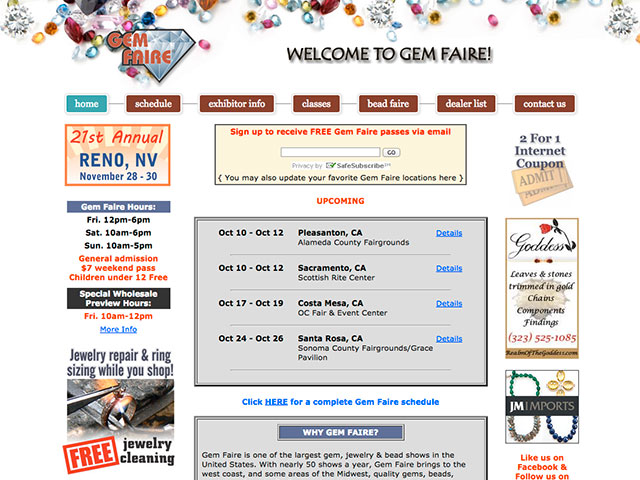 GEM
FAIRE
WELCOME TO GEM FAIRE!
home
schedule
exhibitor info
classes
bead faire
dealer list
contact us
21st Annual
RENO, NV
November 28 - 30
Gem Faire Hours:
Fri. 12pm-6pm
Sat. 10am-6pm
Sun. 10am-5pm
General admission
$7 weekend pass
Children under 12 Free
Special Wholesale
Preview Hours:
Fri. 10am-12pm
More Info
Jewelry repair & ring
sizing while you shop!
FREE jewelry
cleaning
Sign up to receive FREE Gem Faire passes via email
GO
Privacy by SafeSubscribe℠
{ You may also update your favorite Gem Faire locations here }
UPCOMING
Oct 10 - Oct 12 Pleasanton, CA Details
Alameda County Fairgrounds
Oct 10 - Oct 12 Sacramento, CA Details
Scottish Rite Center
Oct 17 - Oct 19 Costa Mesa, CA Details
OC Fair & Event Center
Oct 24 - Oct 26 Santa Rosa, CA Details
Sonoma County Fairgrounds/Grace
Pavilion
Click HERE for a complete Gem Faire schedule
WHY GEM FAIRE?
Gem Faire is one of the largest gem, jewelry & bead shows in the
United States. With nearly 50 shows a year, Gem Faire brings to the
west coast, and some areas of the Midwest, quality gems, beads,
2 For 1
Internet
Coupon
ADMIT
Goddess
Leaves & stones
trimmed in gold
Chains
Components
Findings
(323) 525-1085
RealmOfTheGoddess.com
JM IMPORTS
Like us on
Facebook &
Follow us on